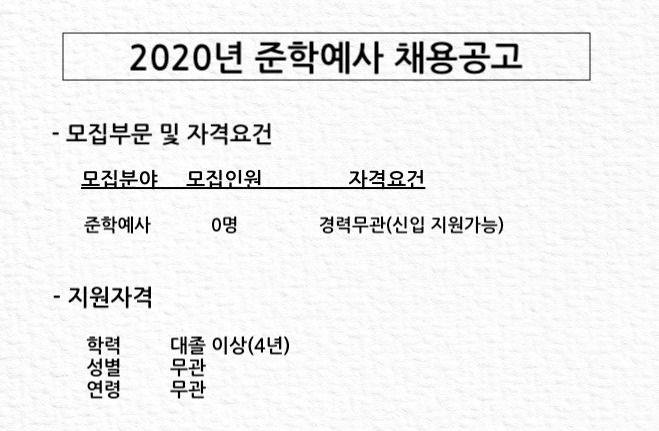 2020년 준학예사 채용공고
- 모집부문 및 자격요건
모집분야 모집인원 자격요건
준학예사 0명 경력무관(신입 지원가능)
- 지원자격
학력 대졸 이상(4년)
성별 무관
연령 무관